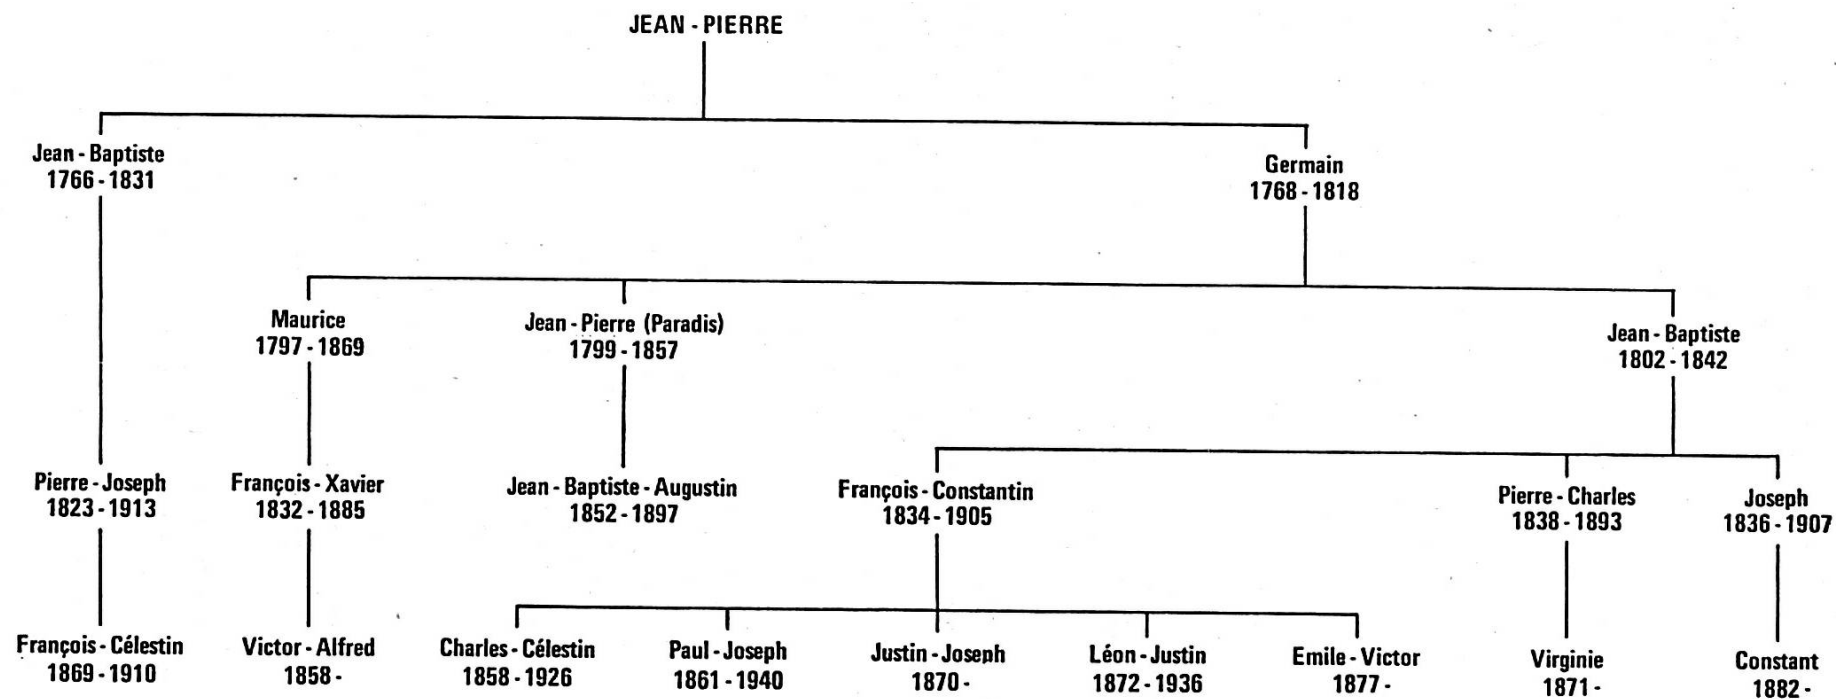 JEAN - PIERRE
Jean - Baptiste
1766 - 1831
Germain
1768 - 1818
Maurice
1797 - 1869
Jean - Pierre (Paradis)
1799 - 1857
Jean - Baptiste
1802 - 1842
Pierre - Joseph
1823 - 1913
François - Xavier
1832 - 1885
Jean - Baptiste - Augustin
1852 - 1897
François - Constantin
1834 - 1905
Pierre - Charles
1838 - 1893
Joseph
1836 - 1907
François - Célestin
1869 - 1910
Victor - Alfred
1858 -
Charles - Célestin
1858 - 1926
Paul - Joseph
1861 - 1940
Justin - Joseph
1870 -
Léon - Justin
1872 - 1936
Emile - Victor
1877 -
Virginie
1871 -
Constant
1882 -